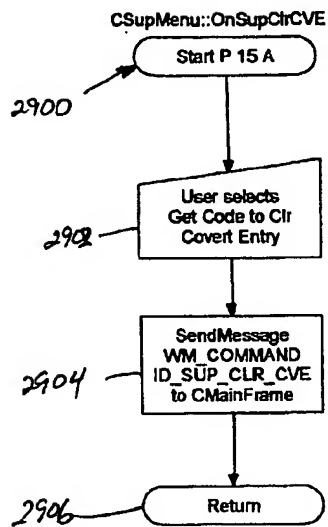 CSupMenu::OnSupClrCVE
Start P 15 A
2900
User selects
Get Code to Clr
Covert Entry
2902
SendMessage
WM_COMMAND
ID_SUP_CLR_CVE
to CMainFrame
2904
Return
2906